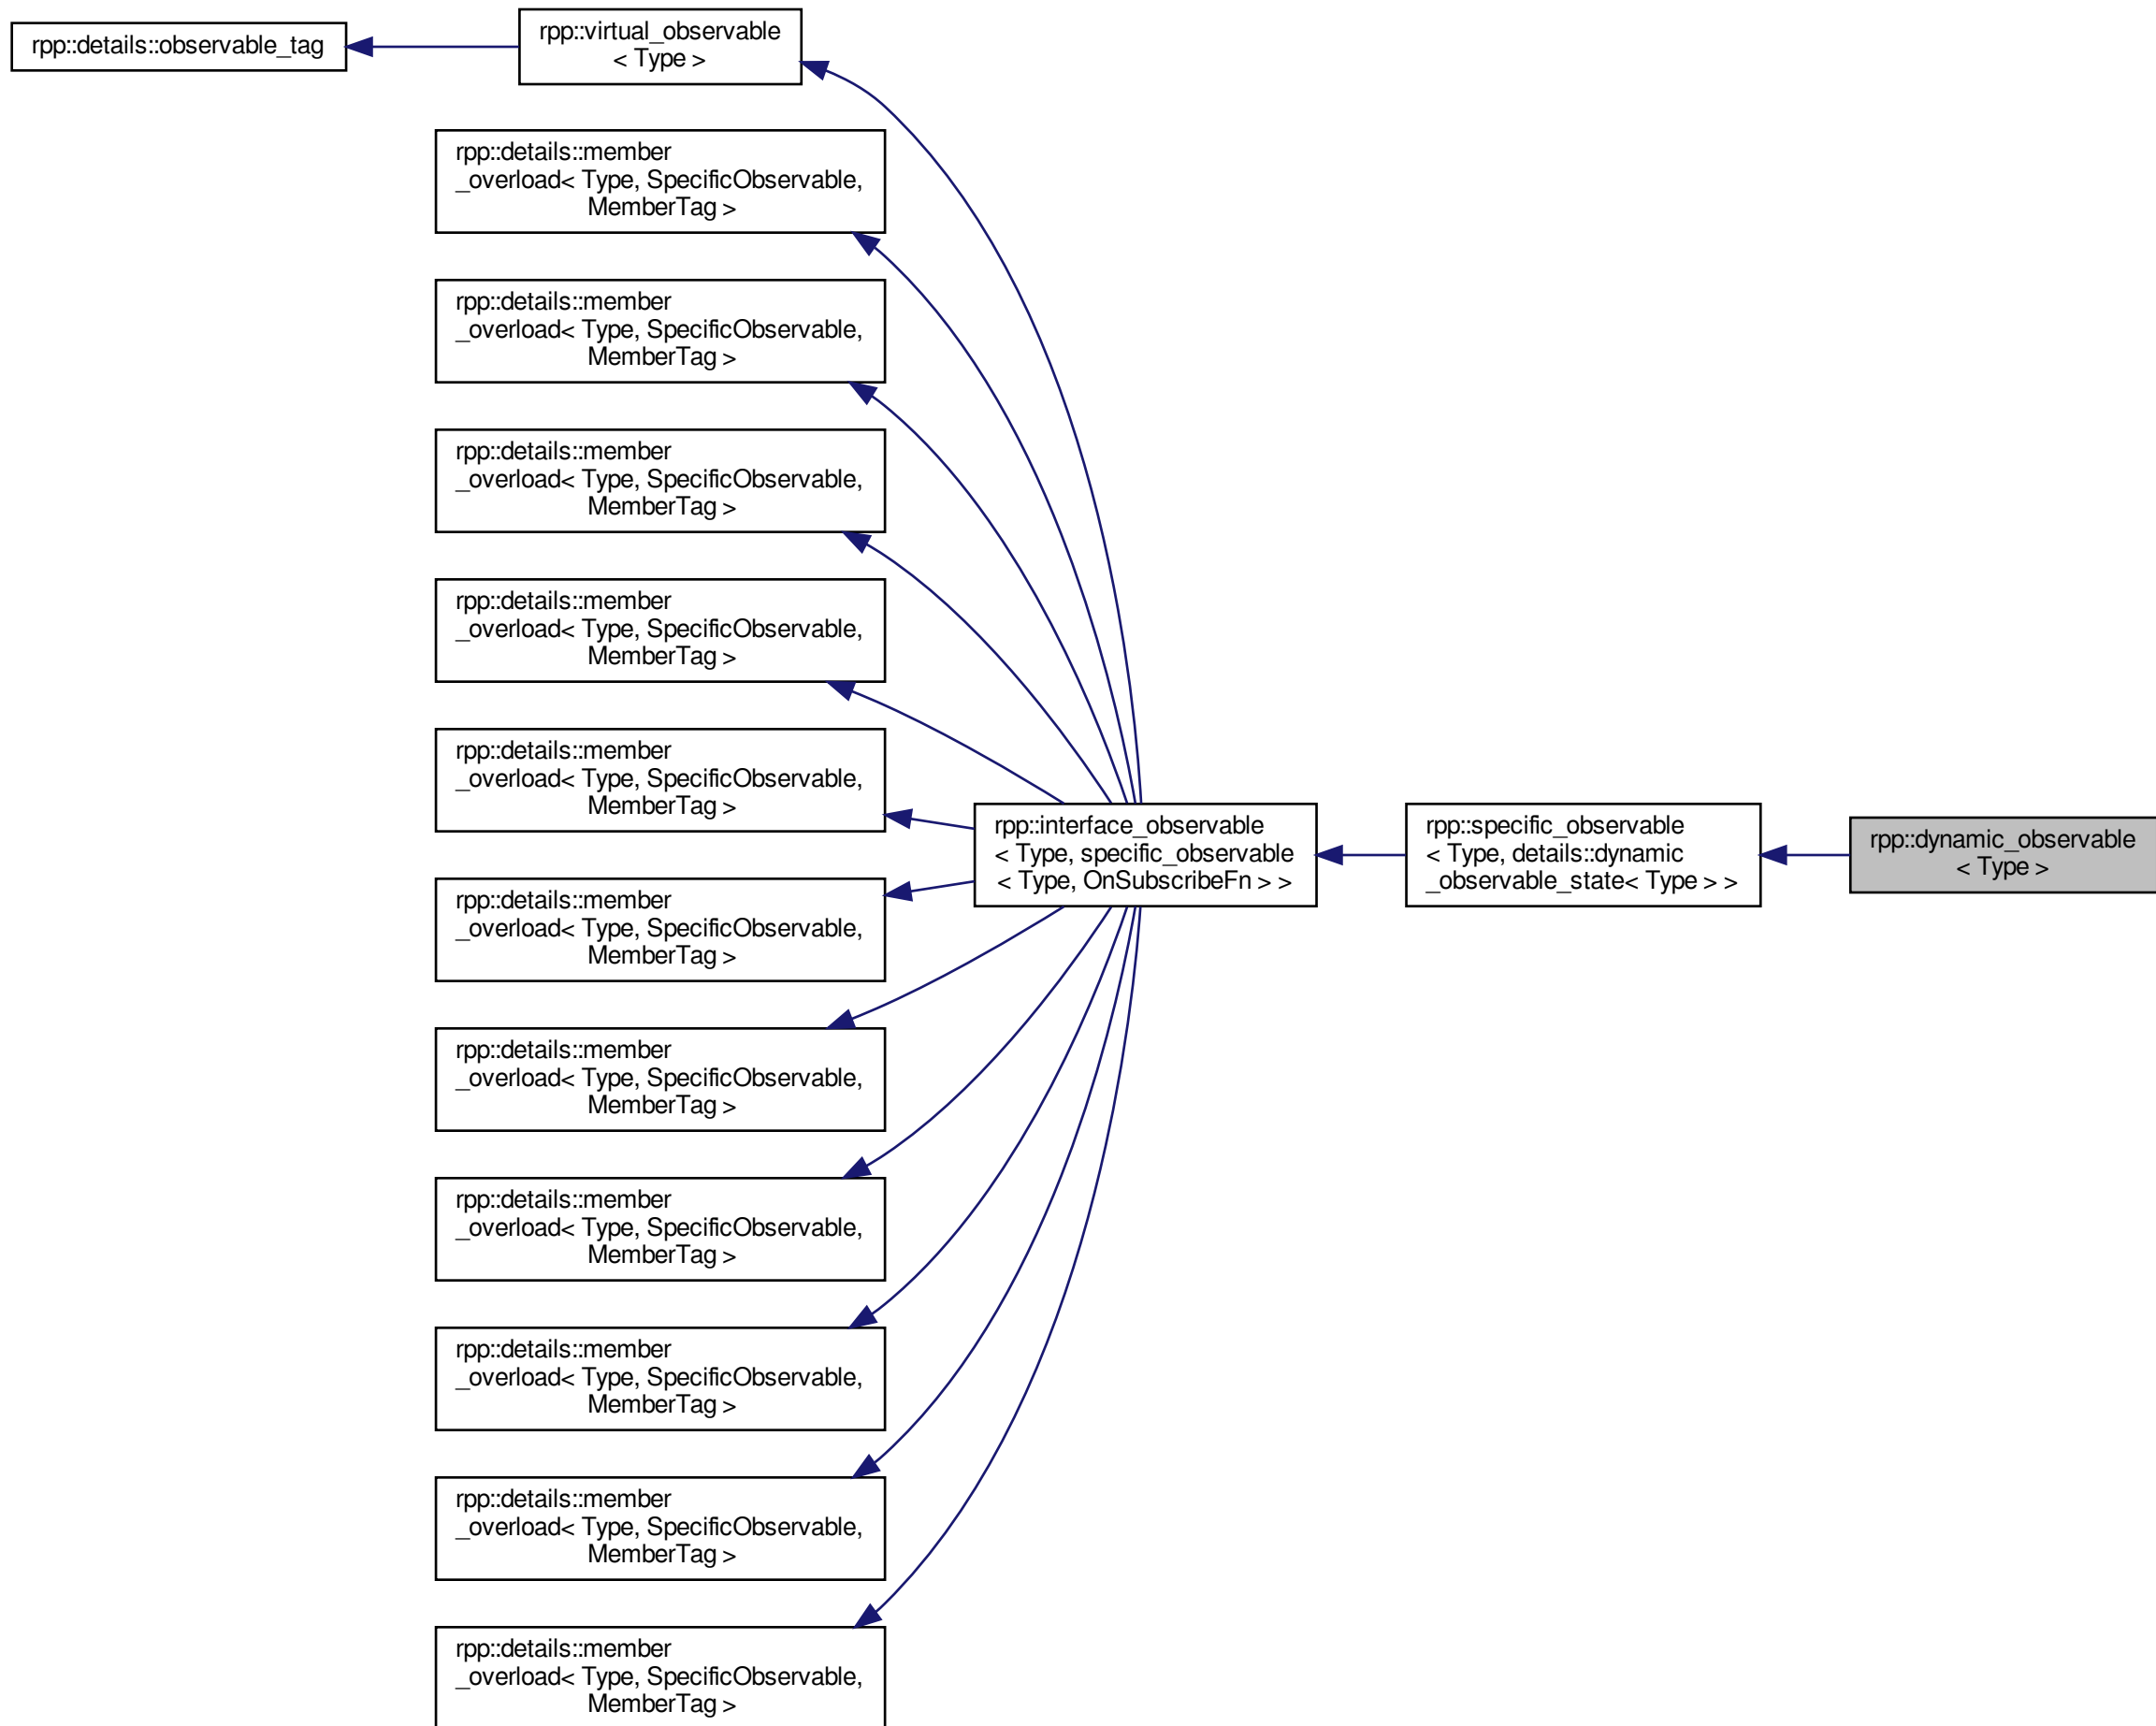 rpp::details::observable_tag
rpp::virtual_observable
< Type >
rpp::details::member
_overload< Type, SpecificObservable,
MemberTag >
rpp::details::member
_overload< Type, SpecificObservable,
MemberTag >
rpp::details::member
_overload< Type, SpecificObservable,
MemberTag >
rpp::details::member
_overload< Type, SpecificObservable,
MemberTag >
rpp::details::member
_overload< Type, SpecificObservable,
MemberTag >
rpp::details::member
_overload< Type, SpecificObservable,
MemberTag >
rpp::details::member
_overload< Type, SpecificObservable,
MemberTag >
rpp::details::member
_overload< Type, SpecificObservable,
MemberTag >
rpp::details::member
_overload< Type, SpecificObservable,
MemberTag >
rpp::details::member
_overload< Type, SpecificObservable,
MemberTag >
rpp::details::member
_overload< Type, SpecificObservable,
MemberTag >
rpp::interface_observable
< Type, specific_observable
< Type, OnSubscribeFn > >
rpp::specific_observable
< Type, details::dynamic
_observable_state< Type > >
rpp::dynamic_observable
< Type >